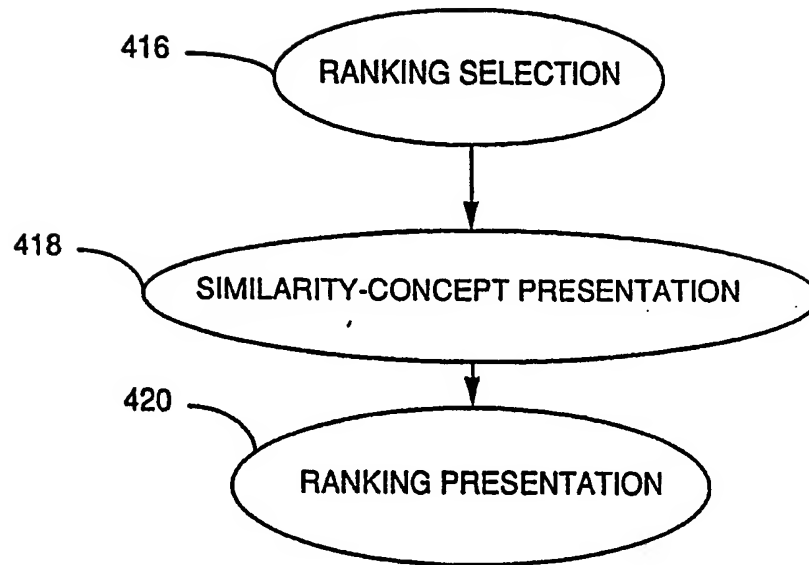 416
RANKING SELECTION
418
SIMILARITY-CONCEPT PRESENTATION
420
RANKING PRESENTATION